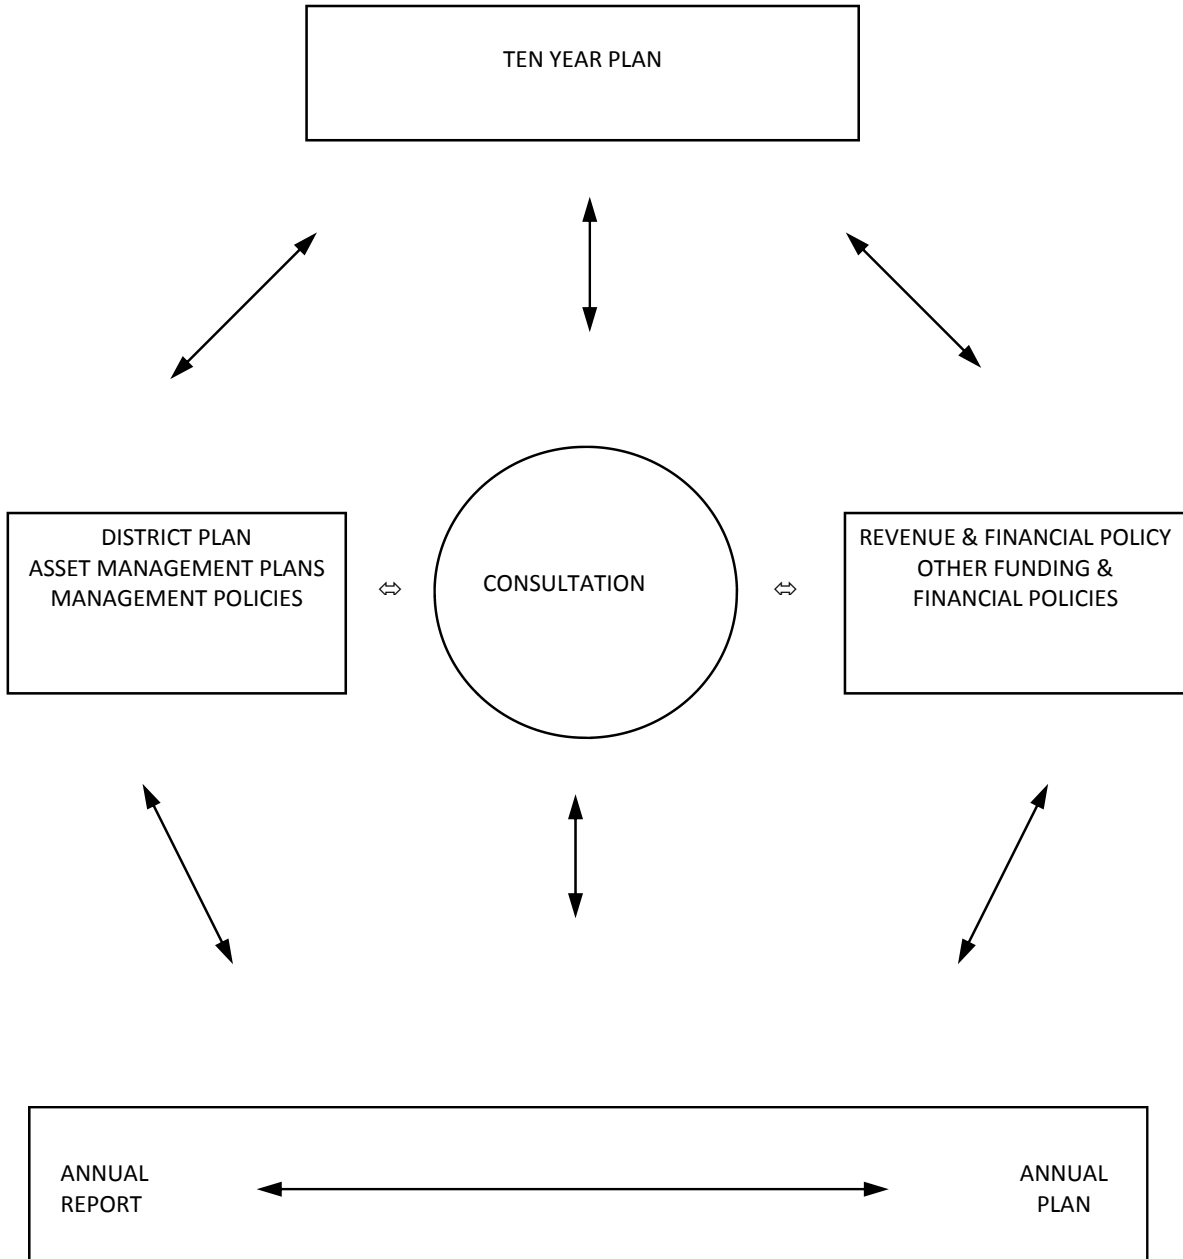 TEN YEAR PLAN
DISTRICT PLAN
ASSET MANAGEMENT PLANS
MANAGEMENT POLICIES
⬄
CONSULTATION
⬄
REVENUE & FINANCIAL POLICY
OTHER FUNDING &
FINANCIAL POLICIES
ANNUAL
REPORT
ANNUAL
PLAN